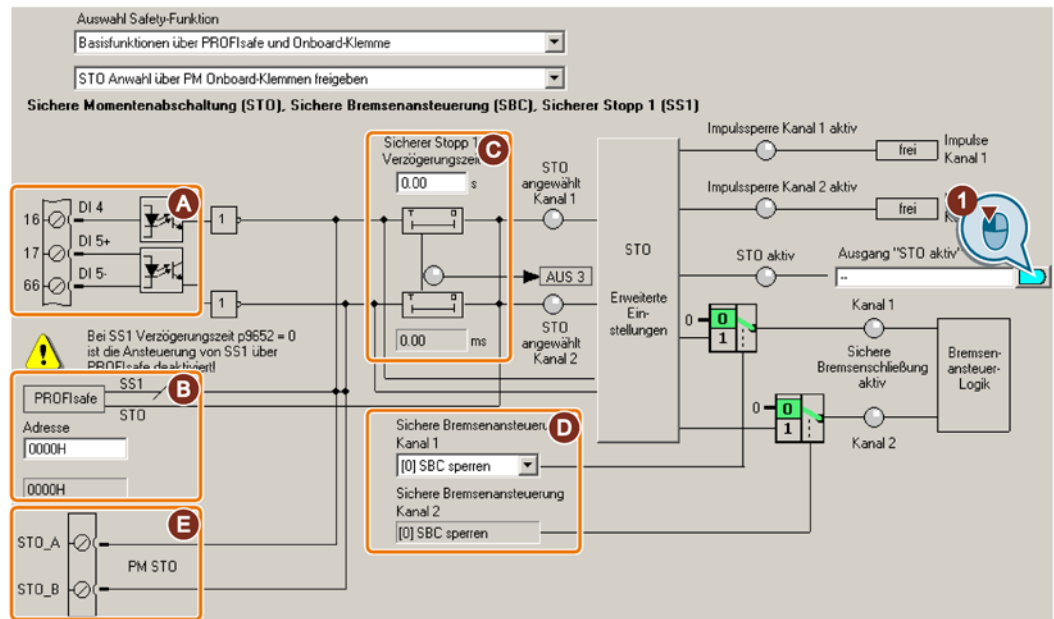 Auswahl Safety-Funktion
Basisfunktionen über PROFIsafe und Onboard-Klemme
STO Anwahl über PM Onboard-Klemmen freigeben
Sichere Momentenabschaltung (STO), Sichere Bremsenansteuerung (SBC), Sicherer Stopp 1 (SS1)
A
16
DI 4
17
DI 5+
66
DI 5-
1
1
Bei SS1 Verzögerungszeit p9652 = 0
ist die Ansteuerung von SS1 über
PROFIsafe deaktiviert!
B
PROFIsafe
SS1
STO
Adresse
0000H
0000H
E
STO_A
STO_B
PM STO
C
Sicherer Stopp 1
Verzögerungszeit
0.00 s
T 0
T 0
0.00 ms
STO
angewählt
Kanal 1
AUS 3
STO
angewählt
Kanal 2
D
Sichere Bremsenansteuerung
Kanal 1
[0] SBC sperren
Sichere Bremsenansteuerung
Kanal 2
[0] SBC sperren
STO
Erweiterte
Ein-
stellungen
Impulssperre Kanal 1 aktiv
frei
Impulse
Kanal 1
Impulssperre Kanal 2 aktiv
frei
1
STO aktiv
Ausgang "STO aktiv"
--
0
0
1
Kanal 1
Sichere
Bremsenschließung
aktiv
0
0
1
Kanal 2
Bremsen-
ansteuer-
Logik